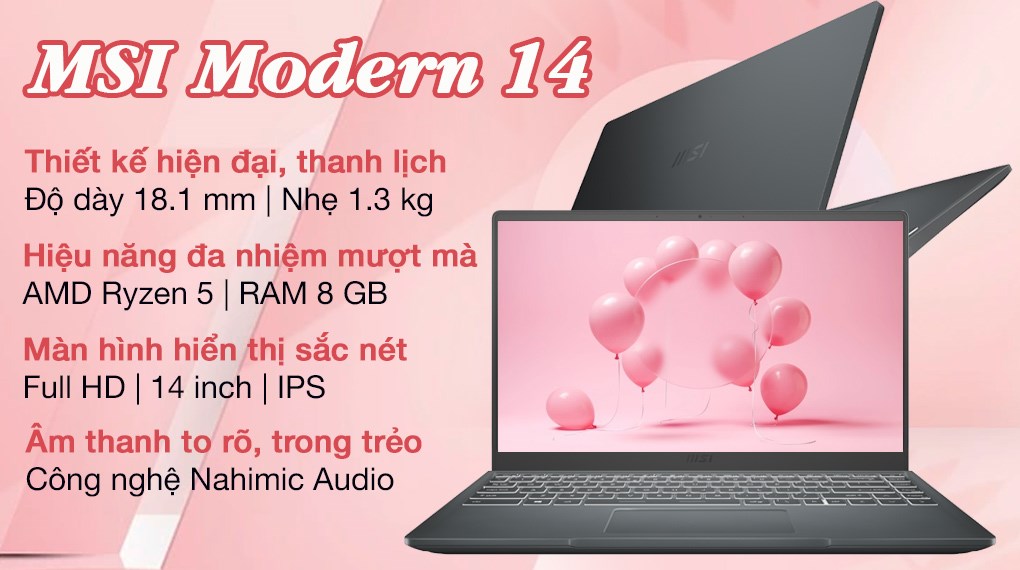 MSI Modern 14
Thiết kế hiện đại, thanh lịch
Độ dày 18.1 mm | Nhẹ 1.3 kg
Hiệu năng đa nhiệm mượt mà
AMD Ryzen 5 | RAM 8 GB
Màn hình hiển thị sắc nét
Full HD | 14 inch | IPS
Âm thanh to rõ, trong trẻo
Công nghệ Nahimic Audio
MSI
MSI